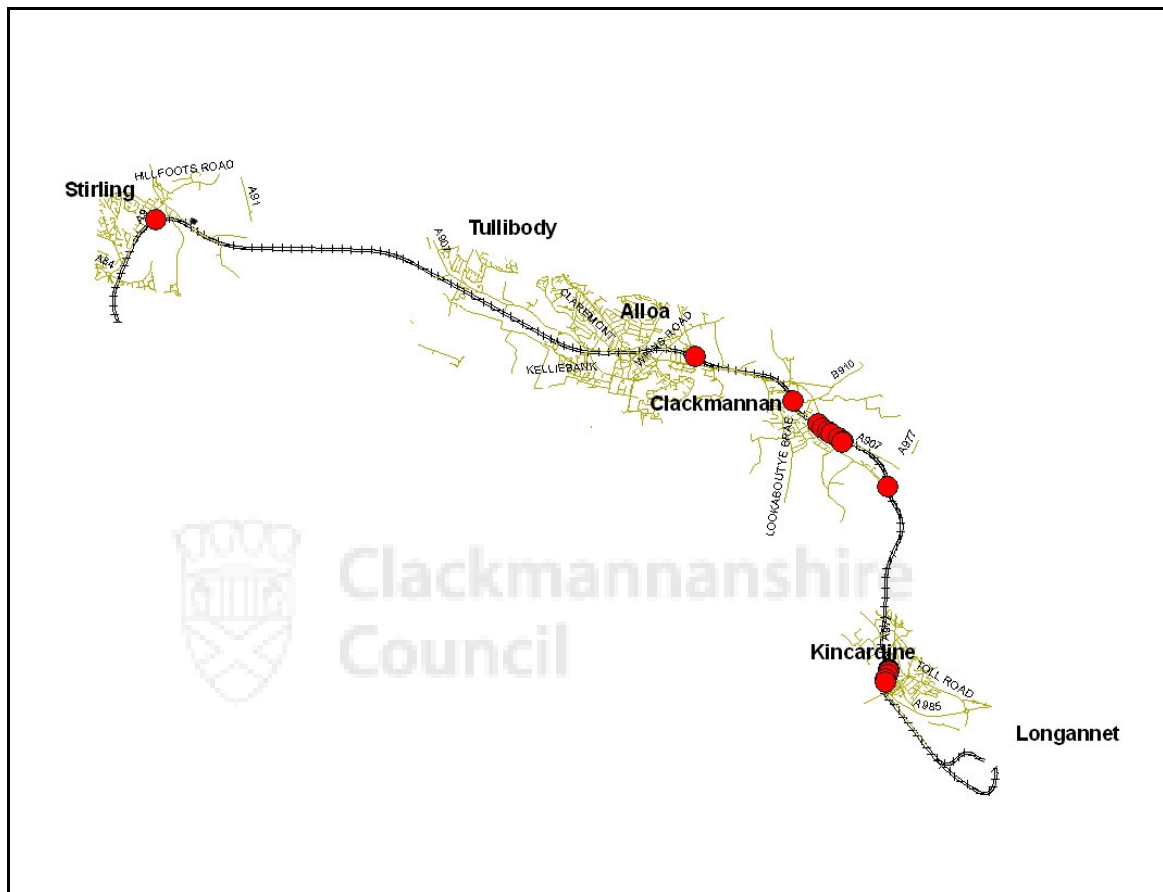 HILLFOOTS ROAD
Stirling
A91
A84
Tullibody
A907
CLAREMONT
Alloa
WHINS ROAD
KELLIEBANK
B910
Clackmannan
A907
A977
LOOKABOUTYE BRAE
Clackmannanshire
Council
Kincardine
TOLL ROAD
A985
Longannet